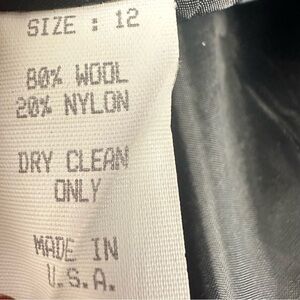 SIZE : 12
80% WOOL
20% NYLON
DRY CLEAN
ONLY
MADE IN
U.S.A.